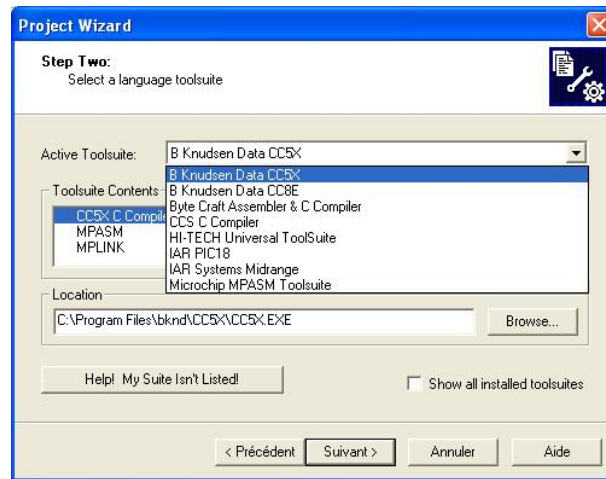 Project Wizard
Step Two:
Select a language toolsuite
Active Toolsuite:
B Knudsen Data CC5X
B Knudsen Data CC5X
B Knudsen Data CC8E
Byte Craft Assembler & C Compiler
CCS C Compiler
HI-TECH Universal ToolSuite
IAR PIC18
IAR Systems Midrange
Microchip MPASM Toolsuite
Toolsuite Contents
CC5X C Compile
MPASM
MPLINK
Location
C:\Program Files\bknd\CC5X\CC5X.EXE
Browse...
Help! My Suite Isn't Listed!
Show all installed toolsuites
< Précédent
Suivant >
Annuler
Aide